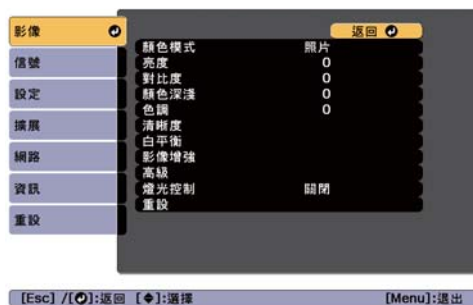 影像
信號
設定
擴展
網路
資訊
重設
返回
顏色模式 照片
亮度 0
對比度 0
顏色深淺 0
色調 0
清晰度
白平衡
影像增強
高級
燈光控制 關閉
重設
[Esc] /[]:返回 []:選擇 [Menu]:退出